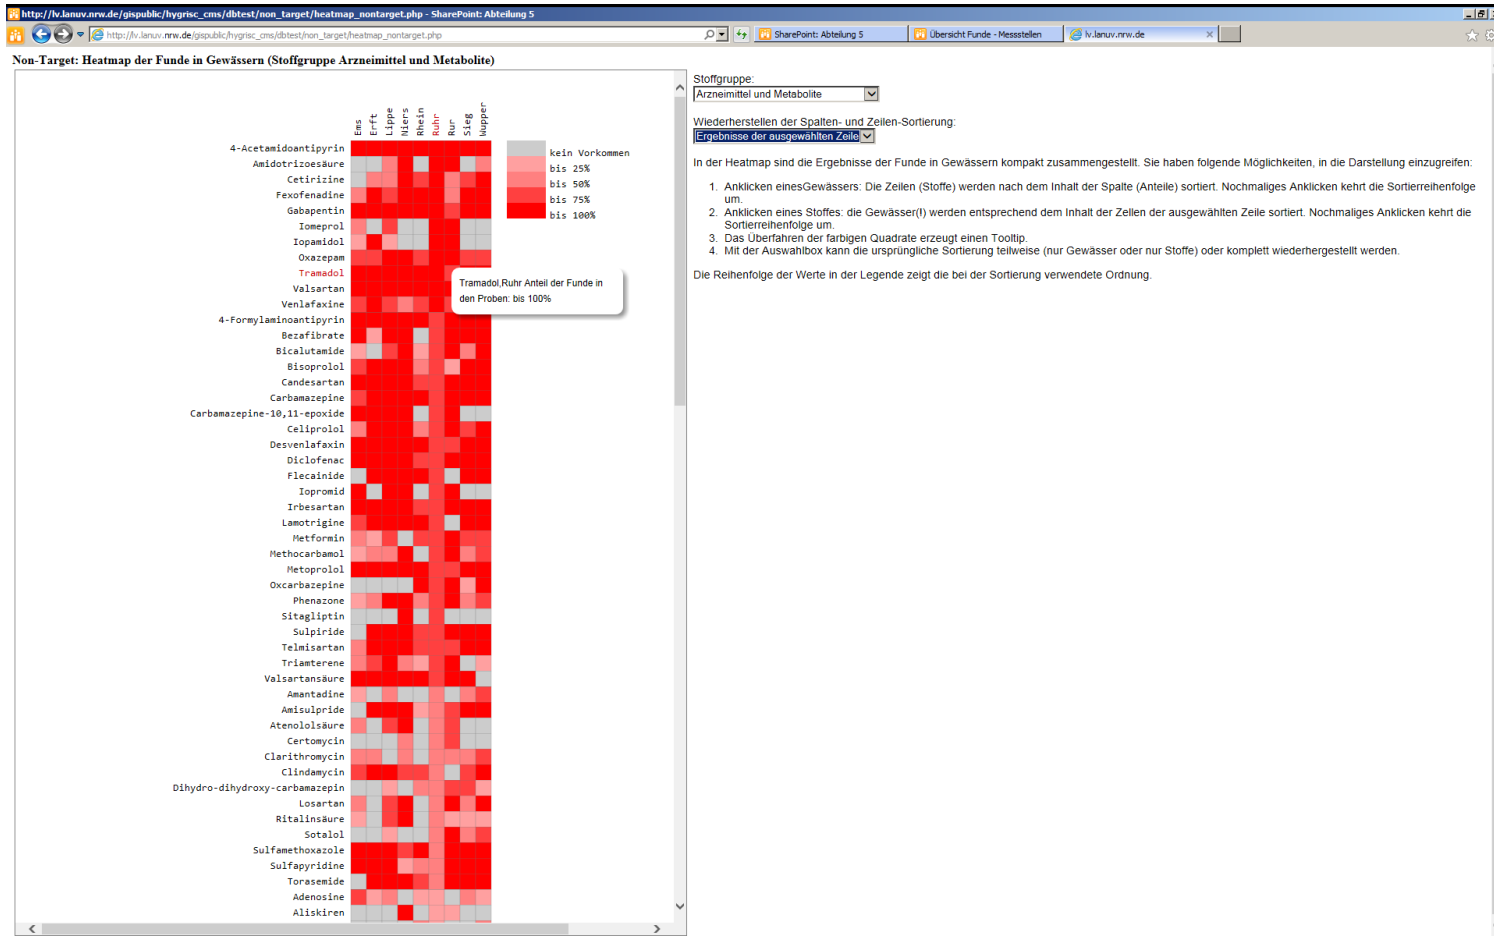 http://lv.lanuv.nrw.de/gispublic/hygrisc_cms/dbtest/non_target/heatmap_nontarget.php - SharePoint: Abteilung 5
http://lv.lanuv.nrw.de/gispublic/hygrisc_cms/dbtest/non_target/heatmap_nontarget.php
SharePoint: Abteilung 5
Übersicht Funde - Messstellen
lv.lanuv.nrw.de
Non-Target: Heatmap der Funde in Gewässern (Stoffgruppe Arzneimittel und Metabolite)
Ems
Erft
Lippe
Niers
Rhein
Ruhr
Rur
Sieg
Wupper
4-Acetamidoantipyrin
Amidotrizoesäure
Cetirizine
Fexofenadine
Gabapentin
Iomeprol
Iopamidol
Oxazepam
Tramadol
Valsartan
Venlafaxine
4-Formylaminoantipyrin
Bezafibrate
Bicalutamide
Bisoprolol
Candesartan
Carbamazepine
Carbamazepine-10,11-epoxide
Celiprolol
Desvenlafaxin
Diclofenac
Flecainide
Iopromid
Irbesartan
Lamotrigine
Metformin
Methocarbamol
Metoprolol
Oxcarbazepine
Phenazone
Sitagliptin
Sulpiride
Telmisartan
Triamterene
Valsartansäure
Amantadine
Amisulpride
Atenololsäure
Certomycin
Clarithromycin
Clindamycin
Dihydro-dihydroxy-carbamazepin
Losartan
Ritalinsäure
Sotalol
Sulfamethoxazole
Sulfapyridine
Torasemide
Adenosine
Aliskiren
kein Vorkommen
bis 25%
bis 50%
bis 75%
bis 100%
Tramadol,Ruhr Anteil der Funde in
den Proben: bis 100%
Stoffgruppe:
Arzneimittel und Metabolite
Wiederherstellen der Spalten- und Zeilen-Sortierung:
Ergebnisse der ausgewählten Zeile
In der Heatmap sind die Ergebnisse der Funde in Gewässern kompakt zusammengestellt. Sie haben folgende Möglichkeiten, in die Darstellung einzugreifen:
1. Anklicken einesGewässers: Die Zeilen (Stoffe) werden nach dem Inhalt der Spalte (Anteile) sortiert. Nochmaliges Anklicken kehrt die Sortierreihenfolge
um.
2. Anklicken eines Stoffes: die Gewässer(!) werden entsprechend dem Inhalt der Zellen der ausgewählten Zeile sortiert. Nochmaliges Anklicken kehrt die
Sortierreihenfolge um.
3. Das Überfahren der farbigen Quadrate erzeugt einen Tooltip.
4. Mit der Auswahlbox kann die ursprüngliche Sortierung teilweise (nur Gewässer oder nur Stoffe) oder komplett wiederhergestellt werden.
Die Reihenfolge der Werte in der Legende zeigt die bei der Sortierung verwendete Ordnung.